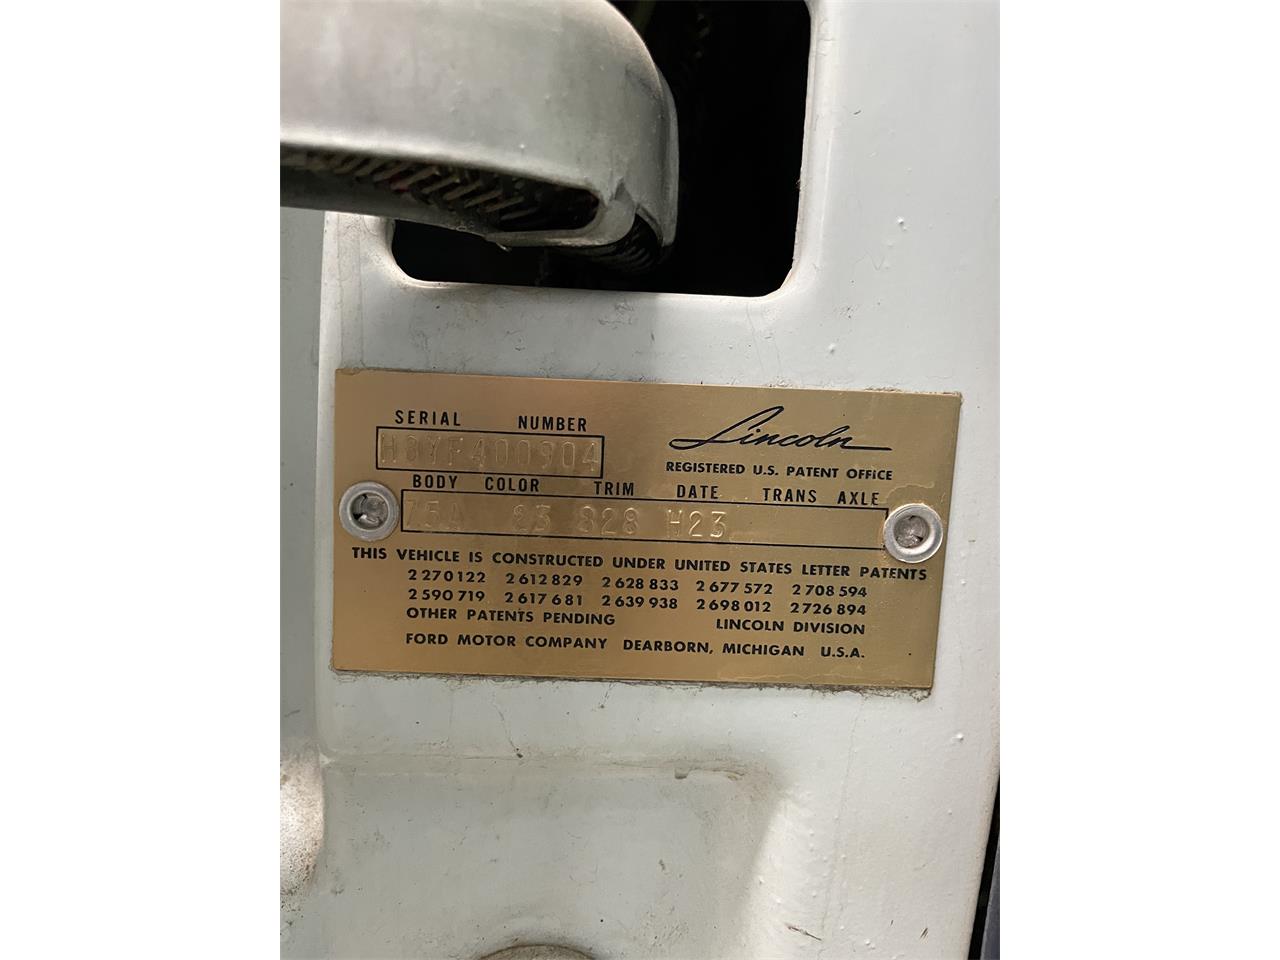 SERIAL NUMBER
H8YF400904
Lincoln
REGISTERED U.S. PATENT OFFICE
BODY COLOR TRIM DATE TRANS AXLE
75A 23 828 H23
THIS VEHICLE IS CONSTRUCTED UNDER UNITED STATES LETTER PATENTS
2 270 122 2 612 829 2 628 833 2 677 572 2 708 594
2 590 719 2 617 681 2 639 938 2 698 012 2 726 894
OTHER PATENTS PENDING LINCOLN DIVISION
FORD MOTOR COMPANY DEARBORN, MICHIGAN U.S.A.